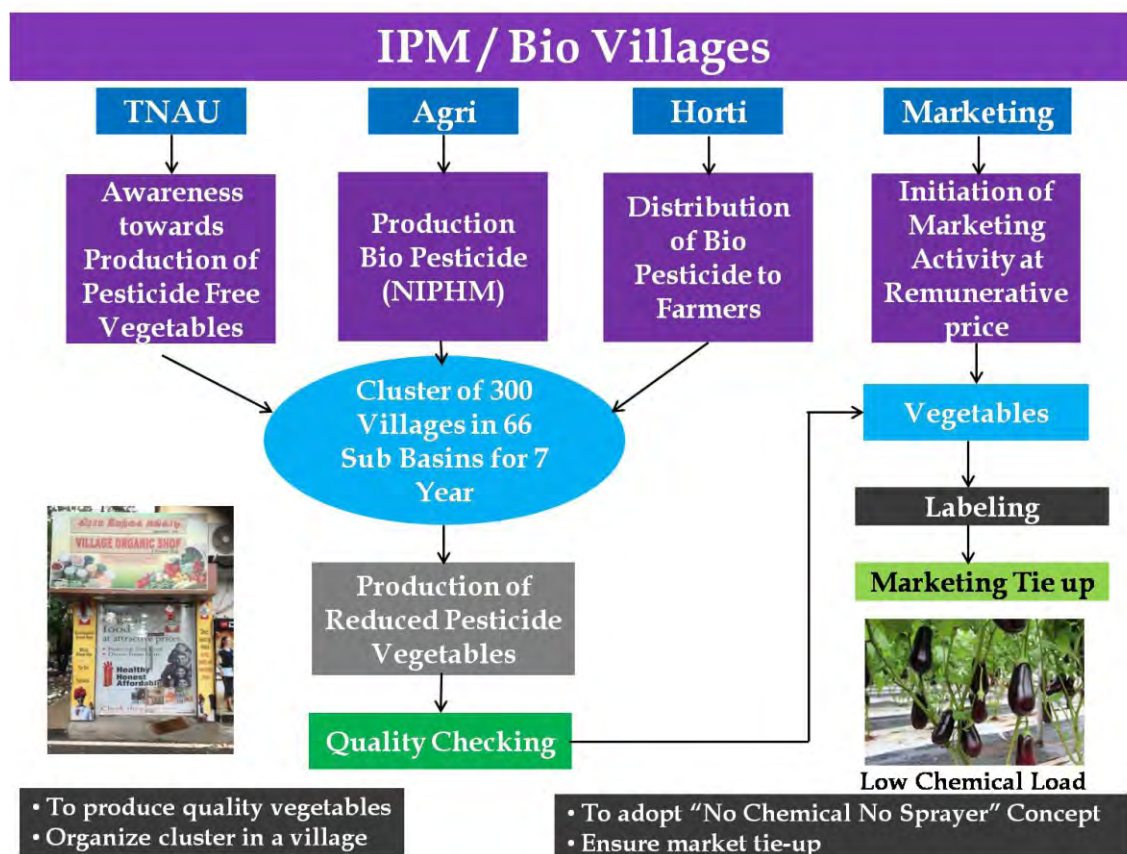 IPM / Bio Villages
TNAU
Agri
Horti
Marketing
Awareness
towards
Production of
Pesticide Free
Vegetables
Production
Bio Pesticide
(NIPHM)
Distribution
of Bio
Pesticide to
Farmers
Initiation of
Marketing
Activity at
Remunerative
price
Cluster of 300
Villages in 66
Sub Basins for 7
Year
Vegetables
Labeling
Marketing Tie up
Production of
Reduced Pesticide
Vegetables
Quality Checking
VILLAGE ORGANIC SHOP
food
at attractive prices
Healthy
Honest
Affordable
Low Chemical Load
• To produce quality vegetables
• Organize cluster in a village
• To adopt “No Chemical No Sprayer” Concept
• Ensure market tie-up